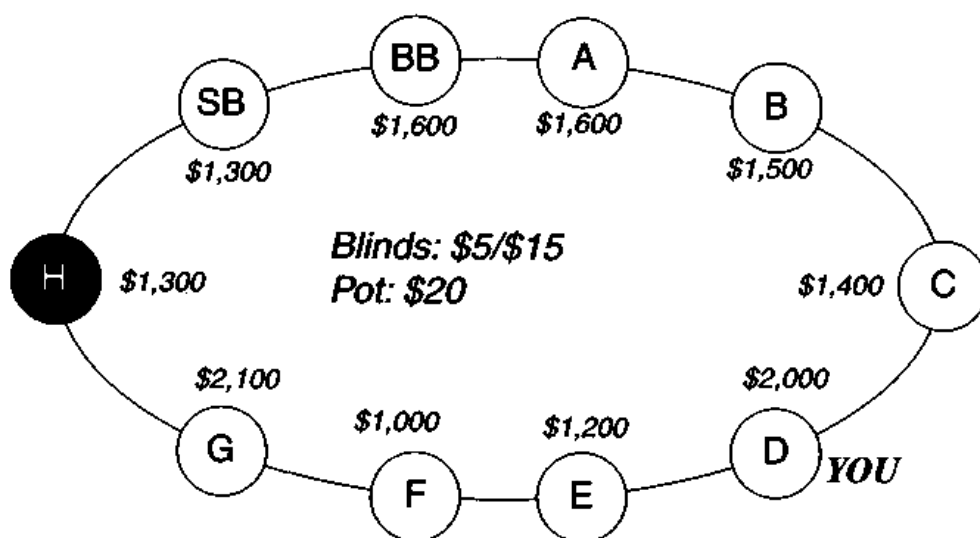 BB
A
SB
B
$1,600
$1,600
$1,300
$1,500
Blinds: $5/$15
H
$1,300
Pot: $20
$1,400
C
$2,100
$2,000
$1,000
$1,200
G
D
YOU
F
E